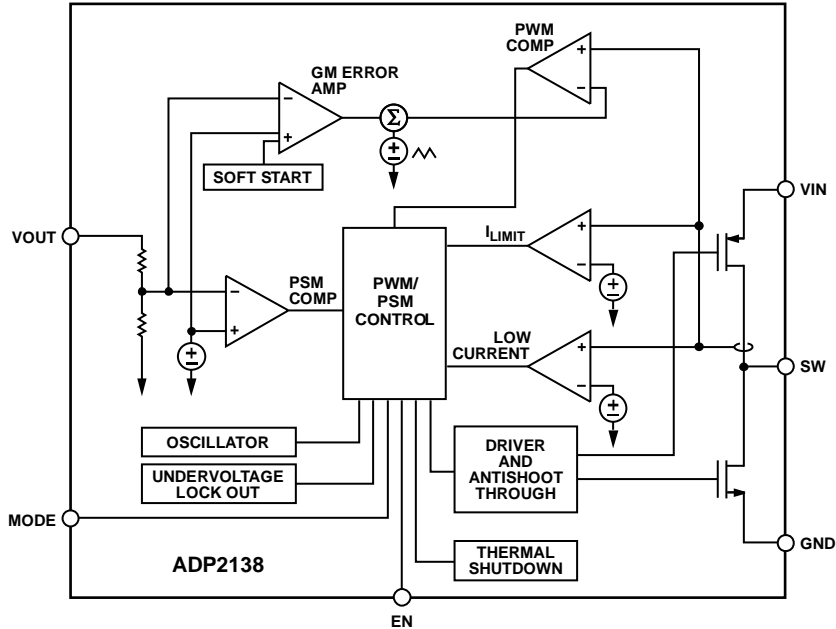 PWM
COMP
GM ERROR
AMP
SOFT START
VIN
VOUT
I_LIMIT
PSM
COMP
PWM/
PSM
CONTROL
LOW
CURRENT
SW
OSCILLATOR
DRIVER
AND
ANTISHOOT
THROUGH
UNDERVOLTAGE
LOCK OUT
MODE
GND
THERMAL
SHUTDOWN
ADP2138
EN
+
−
−
+
Σ
+
−
+
−
−
+
+
−